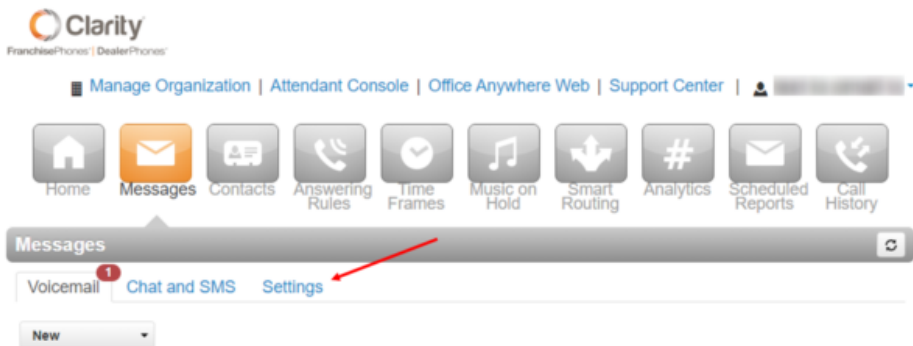 Clarity
FranchisePhones | DealerPhones
Manage Organization | Attendant Console | Office Anywhere Web | Support Center |
Home Messages Contacts Answering Rules Time Frames Music on Hold Smart Routing # Analytics Scheduled Reports Call History
Messages
Voicemail 1 Chat and SMS Settings
New